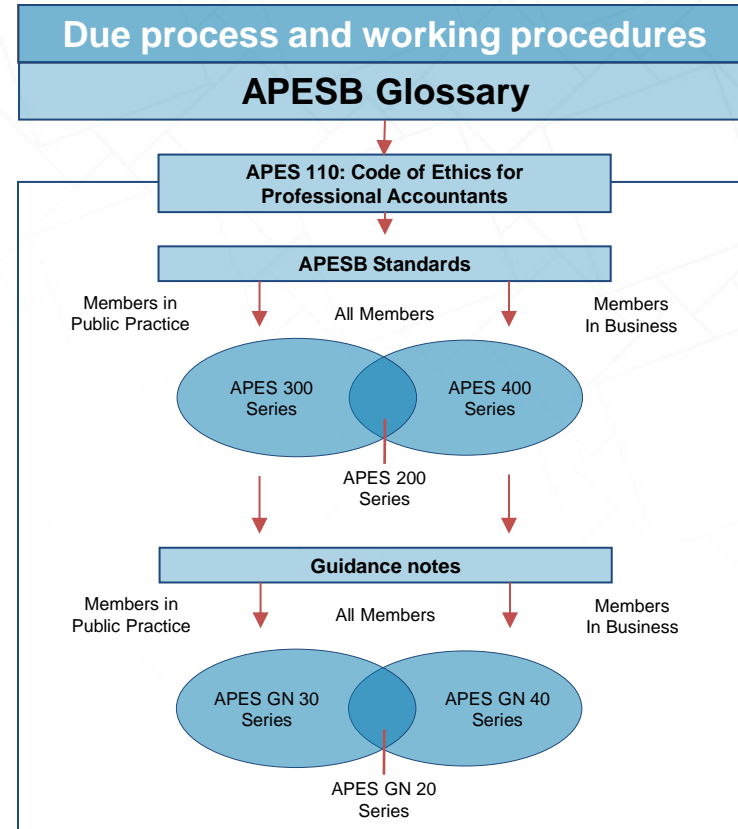 Due process and working procedures
APESB Glossary
APES 110: Code of Ethics for
Professional Accountants
APESB Standards
Members in
Public Practice
All Members
Members
In Business
APES 300
Series
APES 400
Series
APES 200
Series
Guidance notes
Members in
Public Practice
All Members
Members
In Business
APES GN 30
Series
APES GN 40
Series
APES GN 20
Series